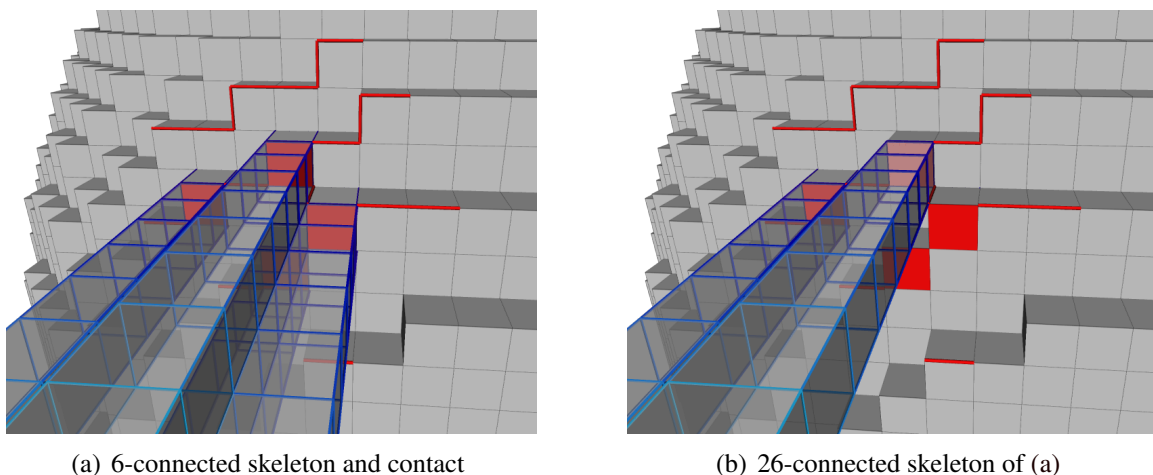 (a) 6-connected skeleton and contact
(b) 26-connected skeleton of (a)